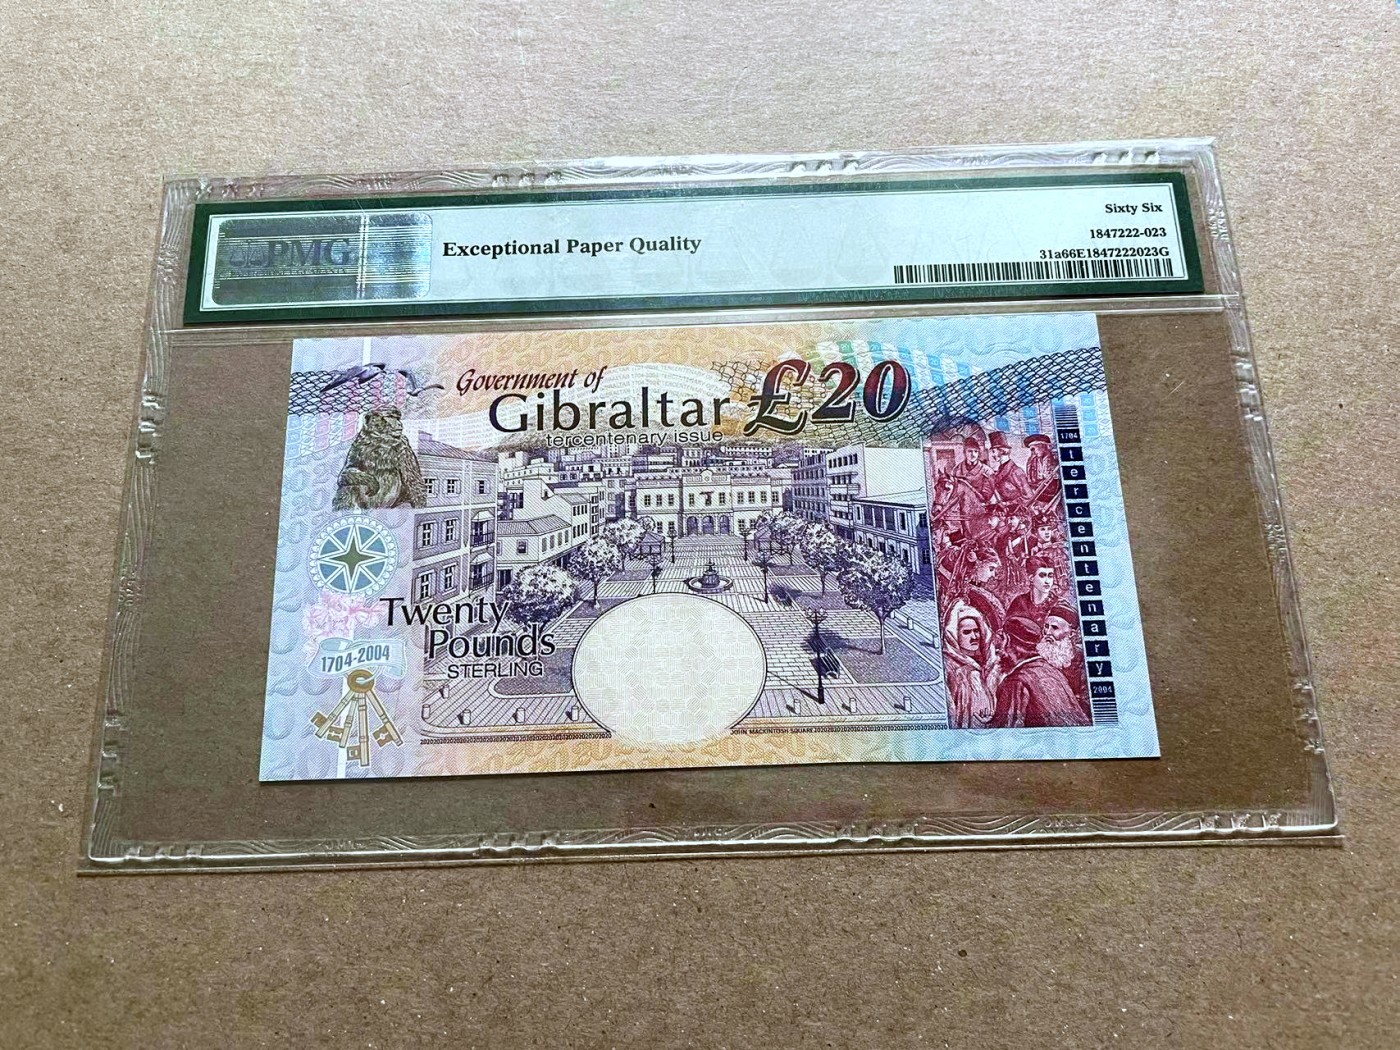 PMG
Exceptional Paper Quality
Sixty Six
1847222-023
31a66E1847222023G
Government of
Gibraltar
tercentenary issue
£20
1704
tercentenary
2004
Twenty
Pounds
STERLING
1704-2004
JOHN MACKINTOSH SQUARE